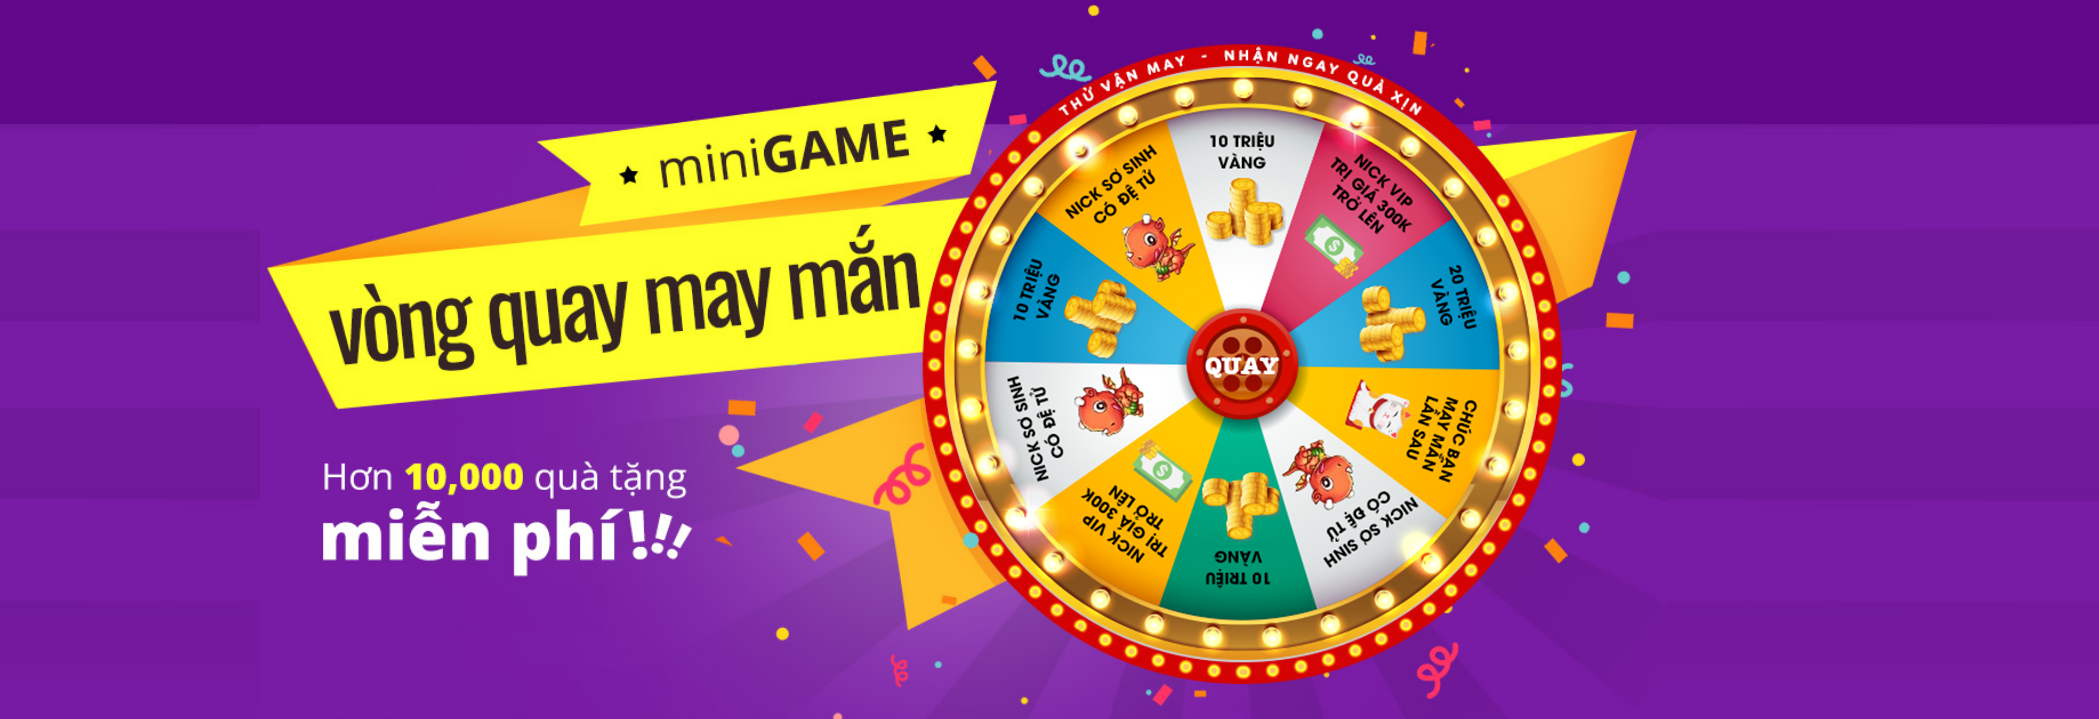 miniGAME
vòng quay may mắn
Hơn 10,000 quà tặng
miễn phí!!!
THỬ VẬN MAY - NHẬN NGAY QUÀ XỊN
10 TRIỆU
VÀNG
NICK VIP
TRỊ GIÁ 300K
TRỞ LÊN
20 TRIỆU
VÀNG
CHÚC BẠN
MAY MẮN
LẦN SAU
NICK SƠ SINH
CÓ ĐỆ TỬ
10 TRIỆU
VÀNG
NICK VIP
TRỊ GIÁ 300K
TRỞ LÊN
NICK SƠ SINH
CÓ ĐỆ TỬ
10 TRIỆU
VÀNG
NICK SƠ SINH
CÓ ĐỆ TỬ
QUAY